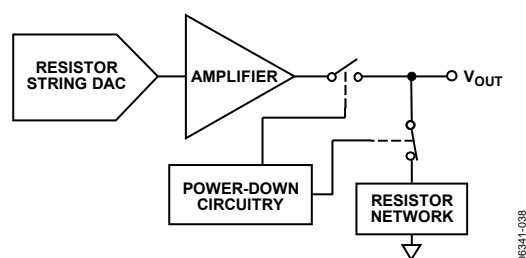 RESISTOR
STRING DAC
AMPLIFIER
VOUT
POWER-DOWN
CIRCUITRY
RESISTOR
NETWORK
06341-038